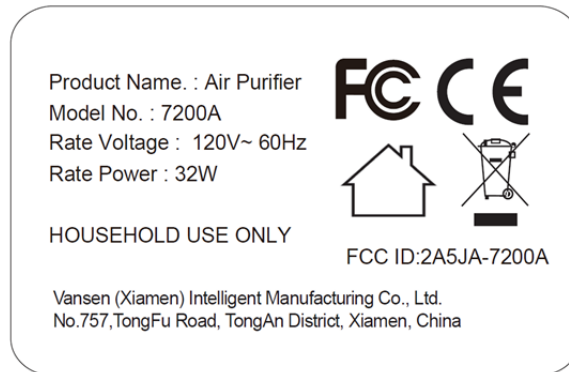 Product Name. : Air Purifier
Model No. : 7200A
Rate Voltage : 120V~ 60Hz
Rate Power : 32W
HOUSEHOLD USE ONLY
FC CE
FCC ID:2A5JA-7200A
Vansen (Xiamen) Intelligent Manufacturing Co., Ltd.
No.757,TongFu Road, TongAn District, Xiamen, China